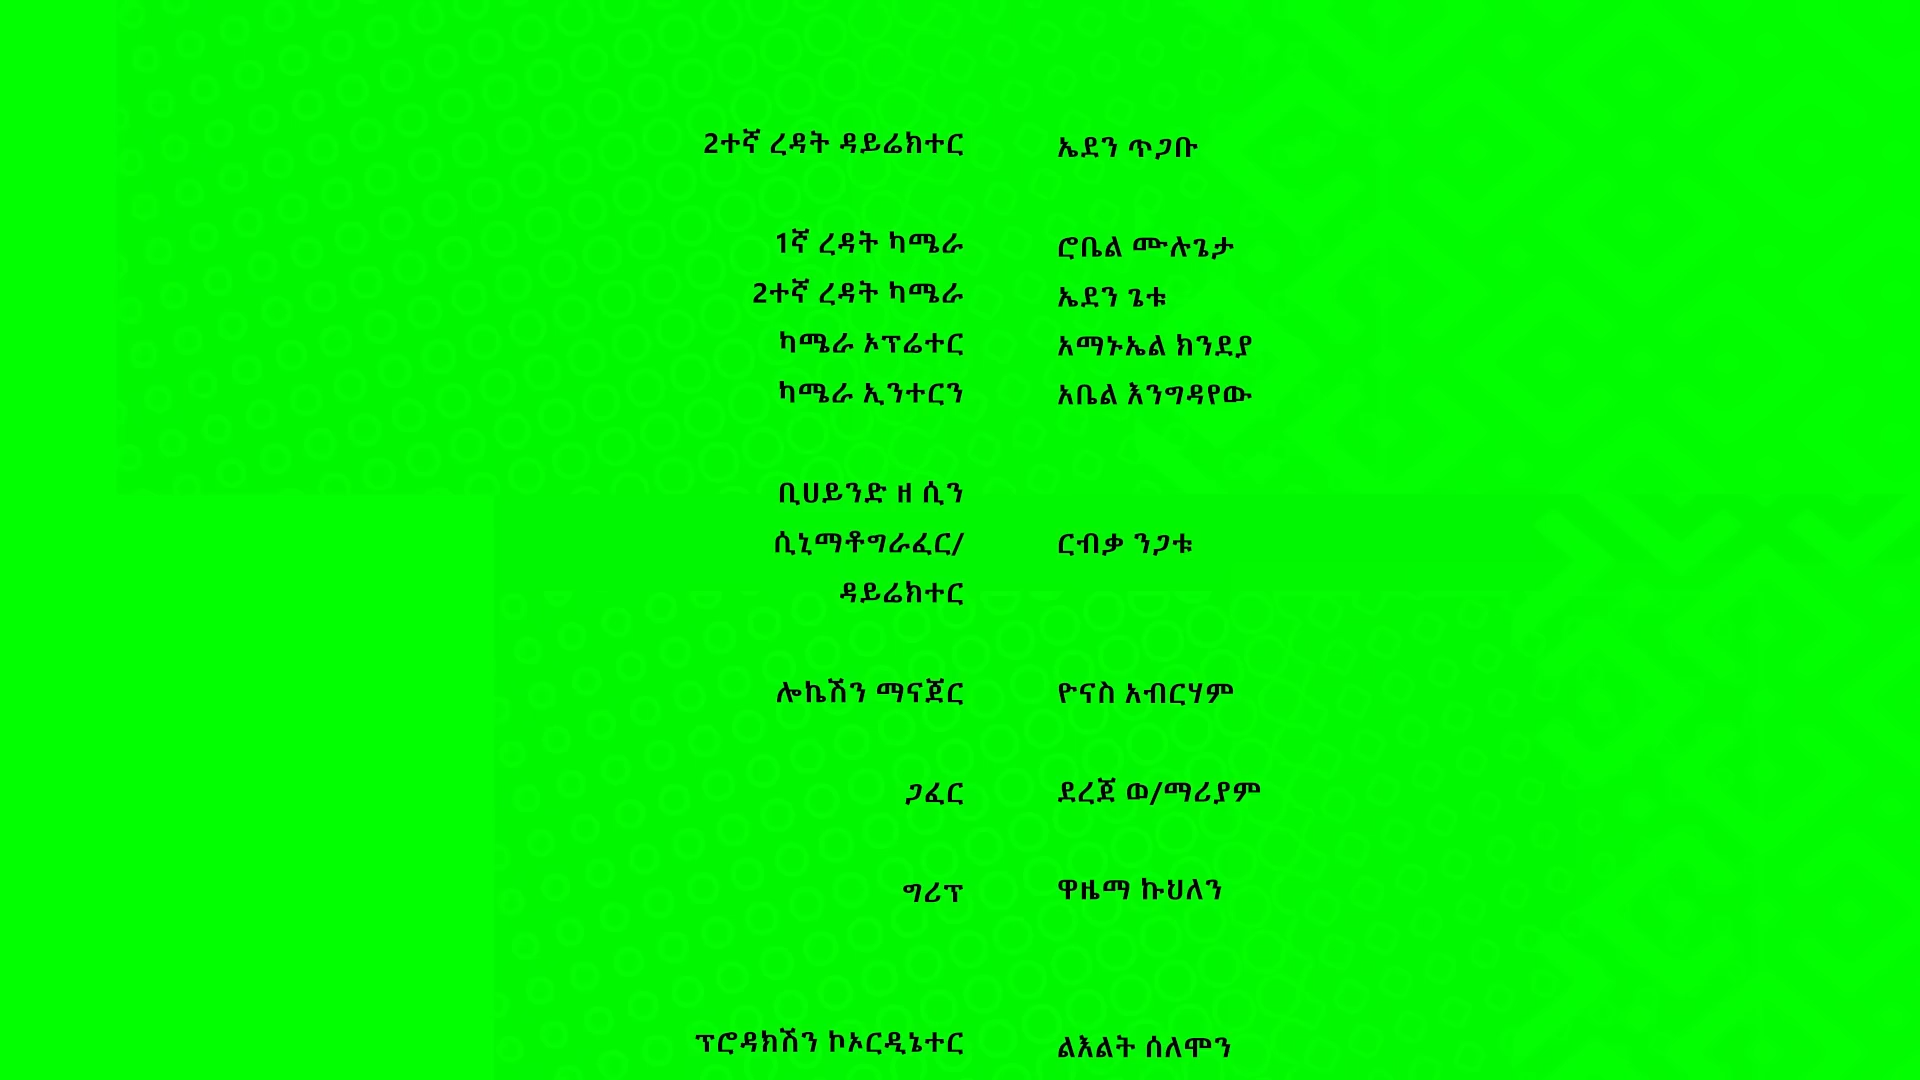 2ተኛ ረዳት ዳይሬክተር ኤደን ጥጋቡ
1ኛ ረዳት ካሜራ ሮቤል ሙሉጌታ
2ተኛ ረዳት ካሜራ ኤደን ጌቱ
ካሜራ ኦፕሬተር አማኑኤል ክንደያ
ካሜራ ኢንተርን አቤል እንግዳየው
ቢሀይንድ ዘ ሲን
ሲኒማቶግራፈር/ ርብቃ ንጋቱ
ዳይሬክተር
ሎኬሽን ማናጀር ዮናስ አብርሃም
ጋፈር ደረጀ ወ/ማሪያም
ግሪፕ ዋዜማ ኩህለን
ፕሮዳክሽን ኮኦርዲኔተር ልእልት ሰለሞን